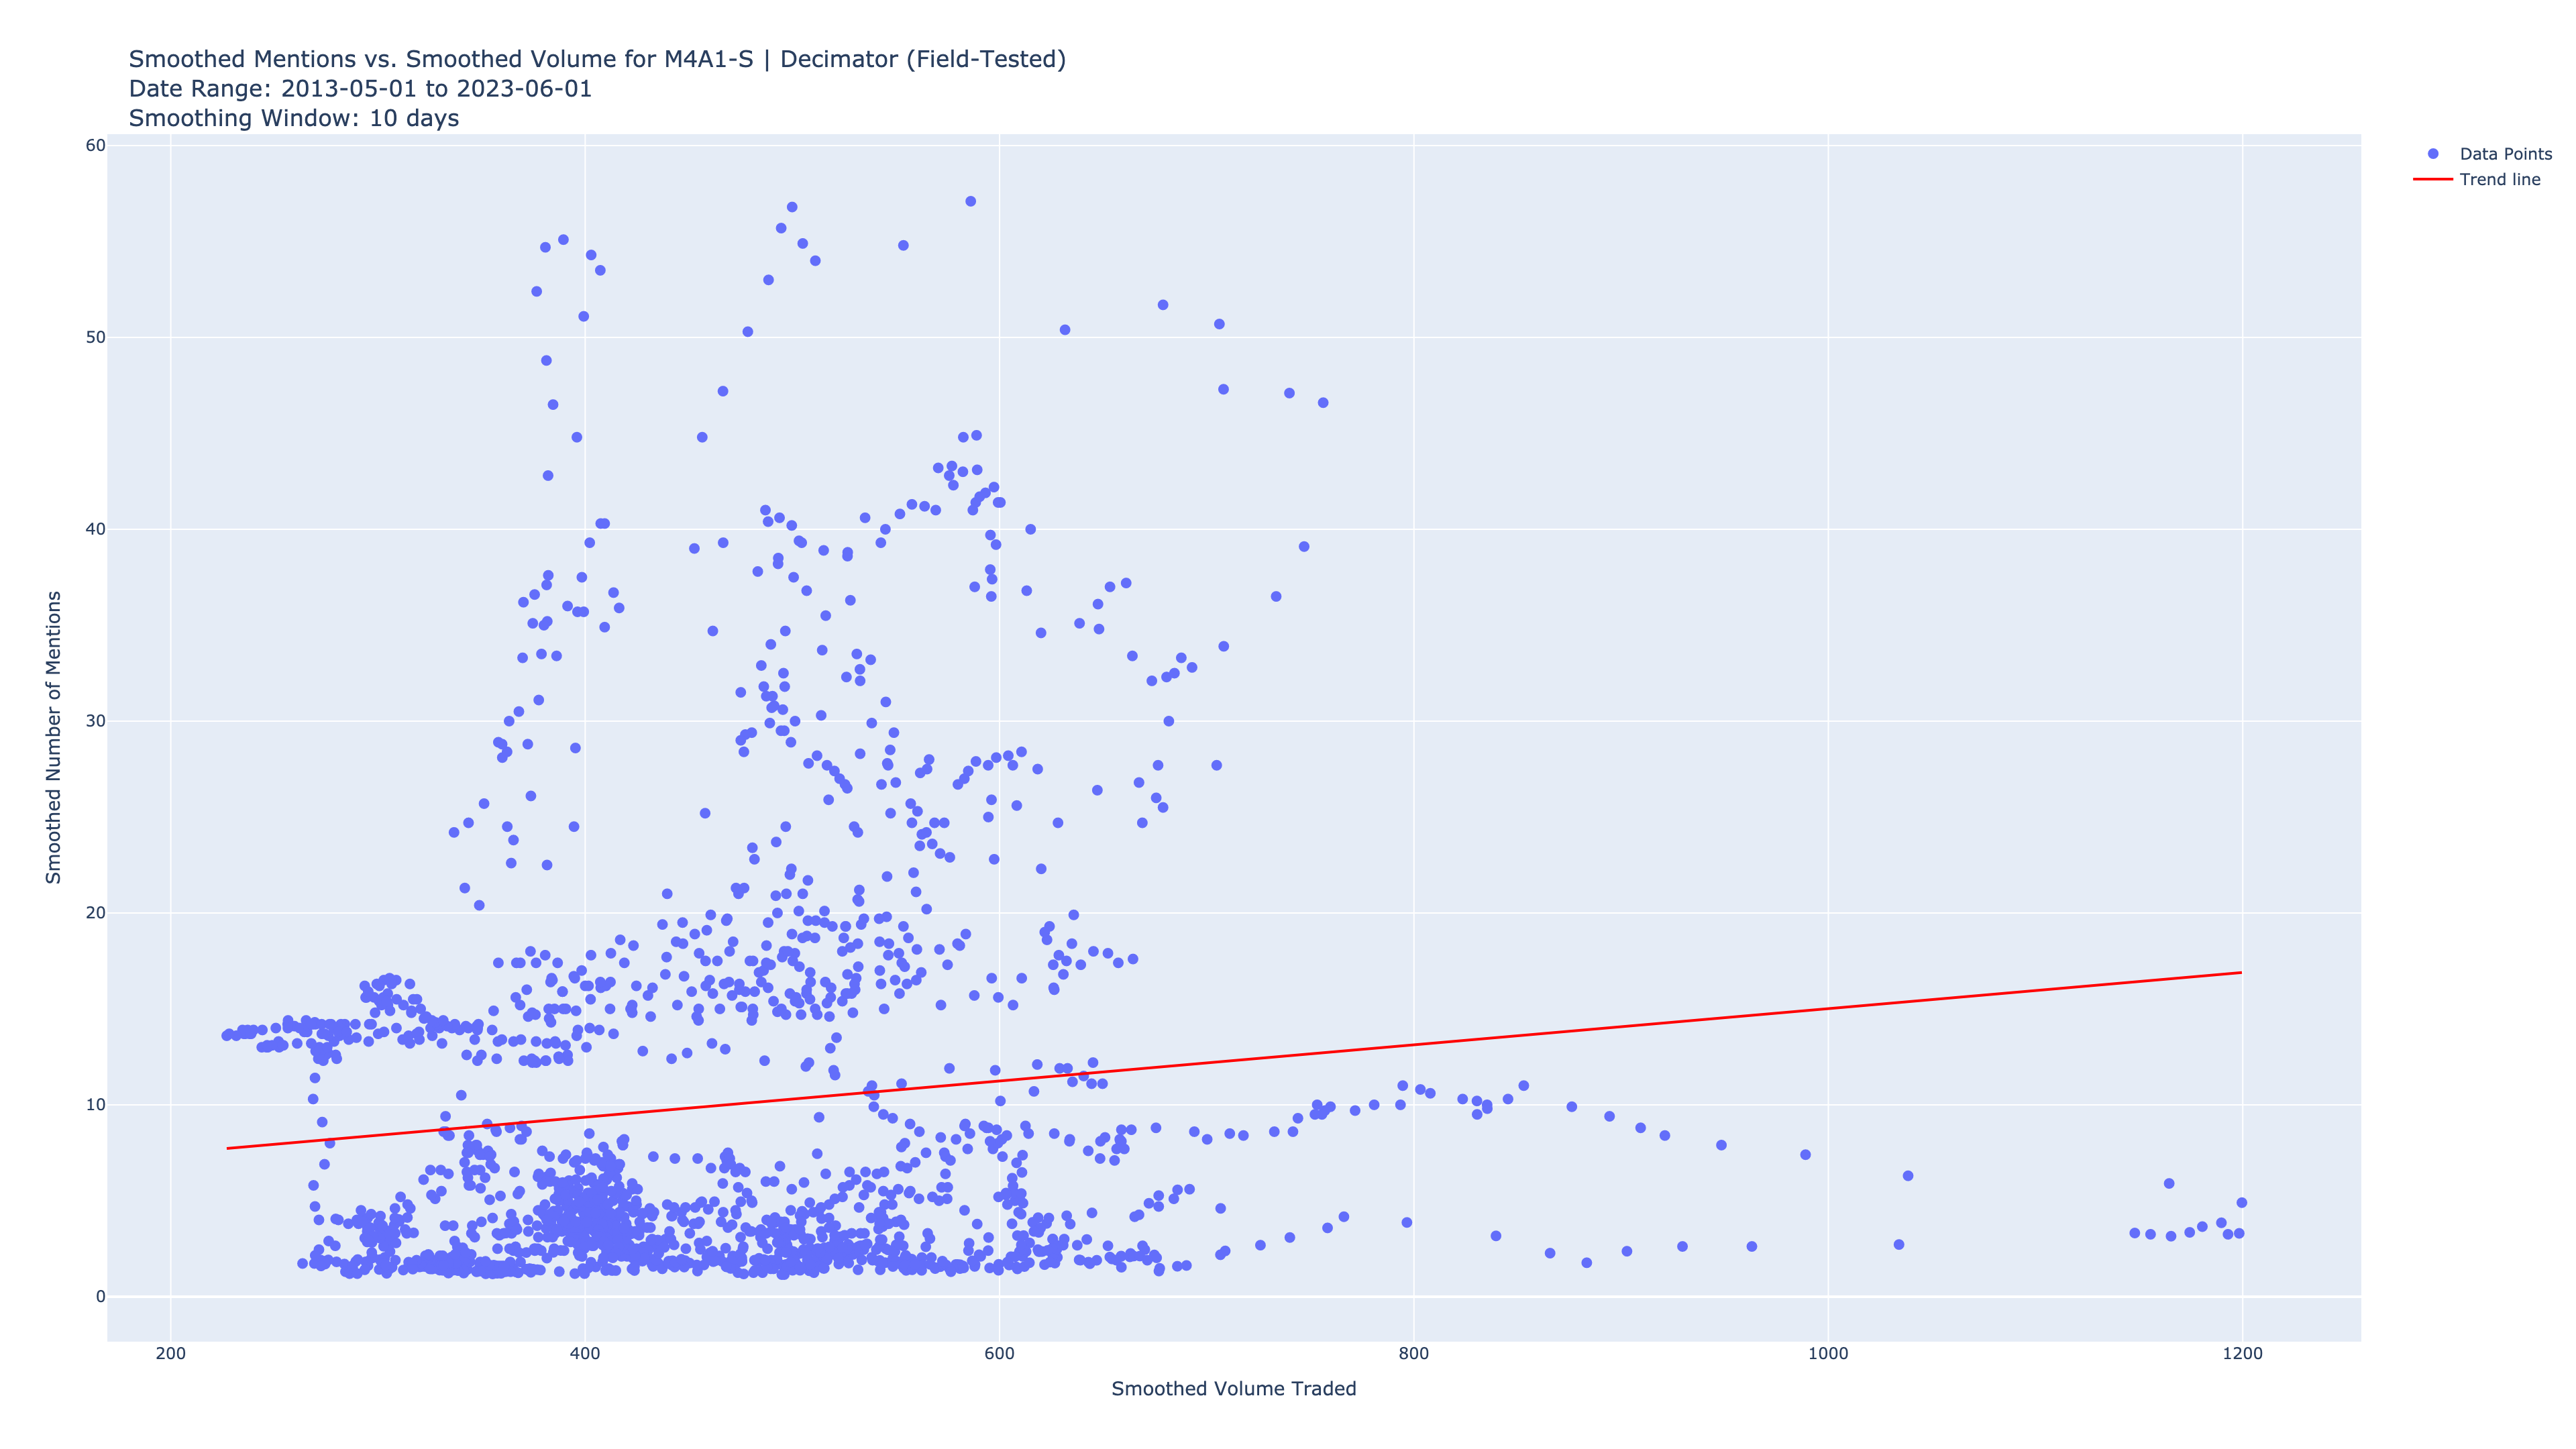 Smoothed Mentions vs. Smoothed Volume for M4A1-S | Decimator (Field-Tested)
Date Range: 2013-05-01 to 2023-06-01
Smoothing Window: 10 days
Data Points
Trend line
60
50
40
30
20
10
0
Smoothed Number of Mentions
200
400
600
800
1000
1200
Smoothed Volume Traded